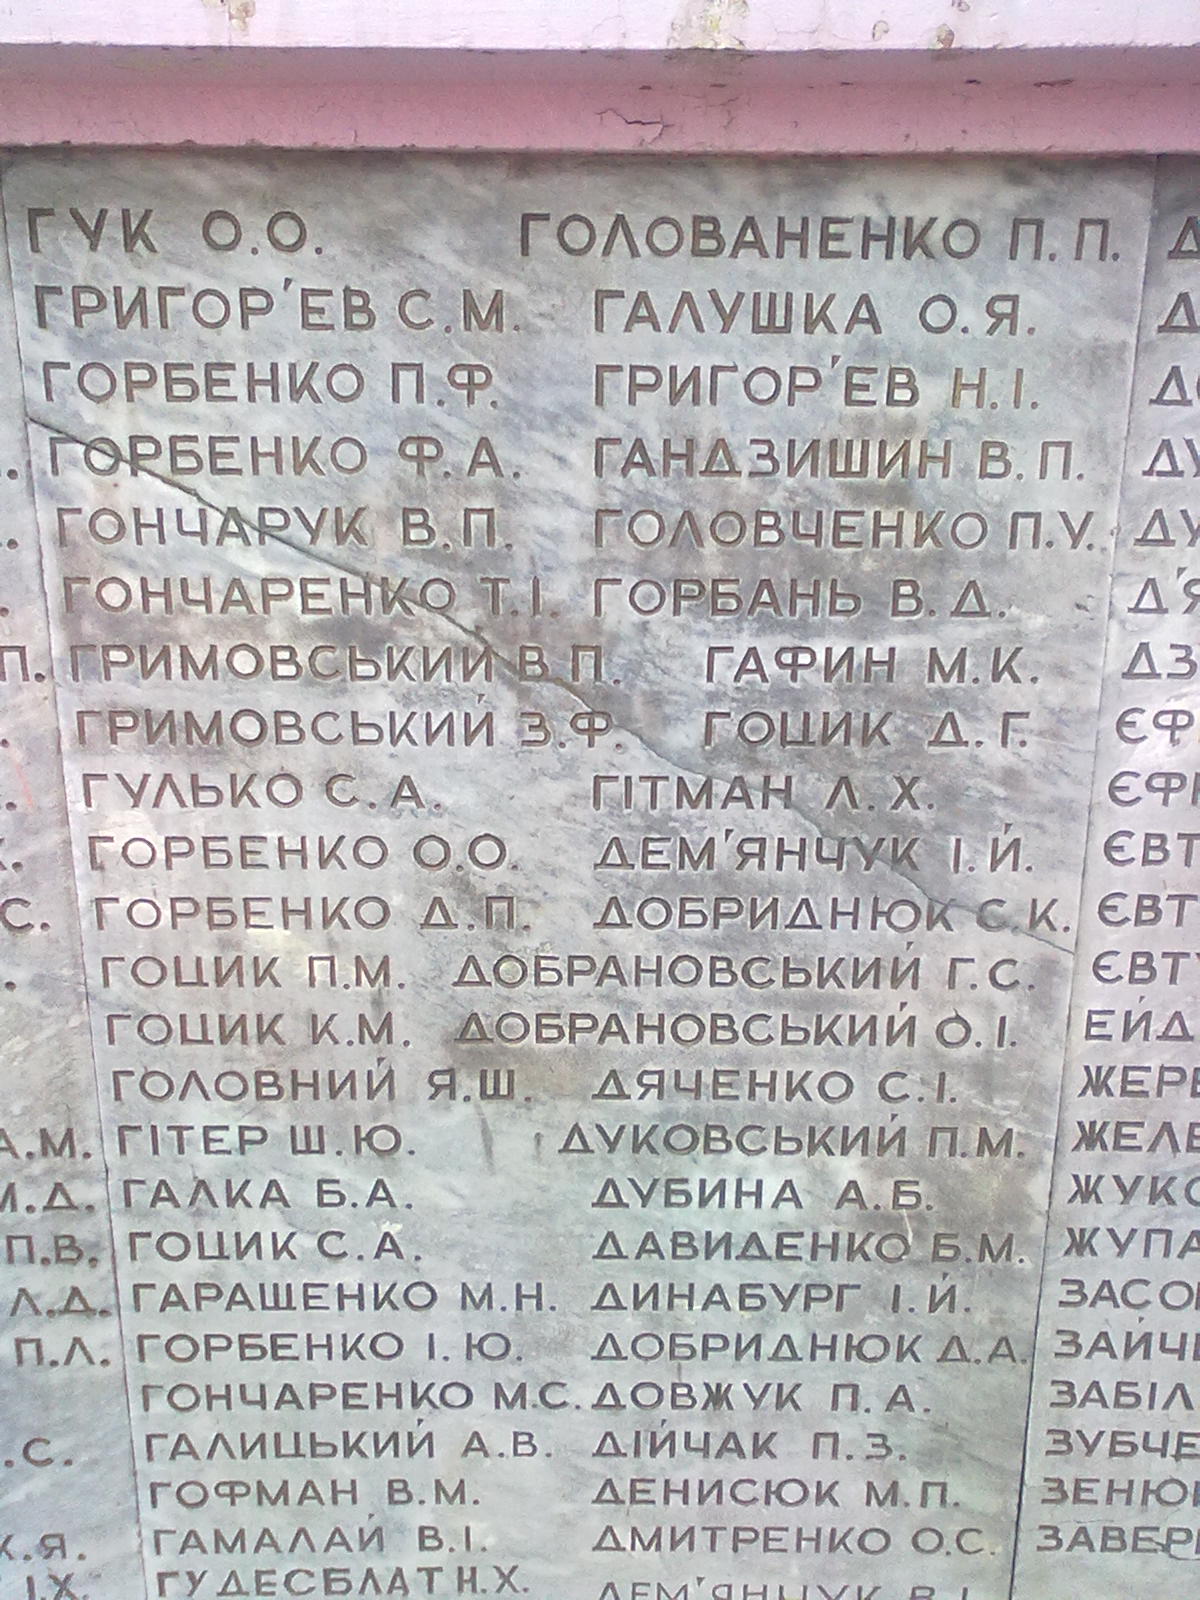 ГУК О.О.
ГРИГОР'ЕВ С.М.
ГОРБЕНКО П.Ф.
ГОРБЕНКО Ф.А.
ГОНЧАРУК В.П.
ГОНЧАРЕНКО Т.І.
ГРИМОВСЬКИЙ В.П.
ГРИМОВСЬКИЙ З.Ф.
ГУЛЬКО С.А.
ГОРБЕНКО О.О.
ГОРБЕНКО Д.П.
ГОЦИК П.М.
ГОЦИК К.М.
ГОЛОВНИЙ Я.Ш.
ГІТЕР Ш.Ю.
ГАЛКА Б.А.
ГОЦИК С.А.
ГАРАЩЕНКО М.Н.
ГОРБЕНКО І.Ю.
ГОНЧАРЕНКО М.С.
ГАЛИЦЬКИЙ А.В.
ГОФМАН В.М.
ГАМАЛАЙ В.І.
ГУДЕСБЛАТ Н.Х.
ГОЛОВАНЕНКО П.П.
ГАЛУШКА О.Я.
ГРИГОР'ЕВ Н.І.
ГАНДЗИШИН В.П.
ГОЛОВЧЕНКО П.У.
ГОРБАНЬ В.Д.
ГАФИН М.К.
ГОЦИК Д.Г.
ГІТМАН Л.Х.
ДЕМ'ЯНЧУК І.Й.
ДОБРИДНЮК С.К.
ДОБРАНОВСЬКИЙ Г.С.
ДОБРАНОВСЬКИЙ О.І.
ДЯЧЕНКО С.І.
ДУКОВСЬКИЙ П.М.
ДУБИНА А.Б.
ДАВИДЕНКО Б.М.
ДИНАБУРГ І.Й.
ДОБРИДНЮК Д.А.
ДОВЖУК П.А.
ДІЙЧАК П.З.
ДЕНИСЮК М.П.
ДМИТРЕНКО О.С.
ДЕМ'ЯНЧУК В.І.